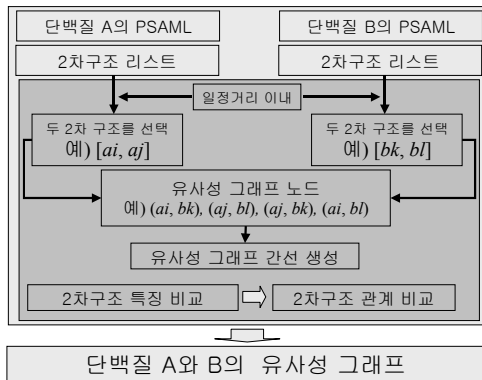 단백질 A의 PSAML
단백질 B의 PSAML
2차구조 리스트
2차구조 리스트
일정거리 이내
두 2차 구조를 선택
예) [ai, aj]
두 2차 구조를 선택
예) [bk, bl]
유사성 그래프 노드
예) (ai, bk), (aj, bl), (aj, bk), (ai, bl)
유사성 그래프 간선 생성
2차구조 특징 비교
2차구조 관계 비교
단백질 A와 B의 유사성 그래프